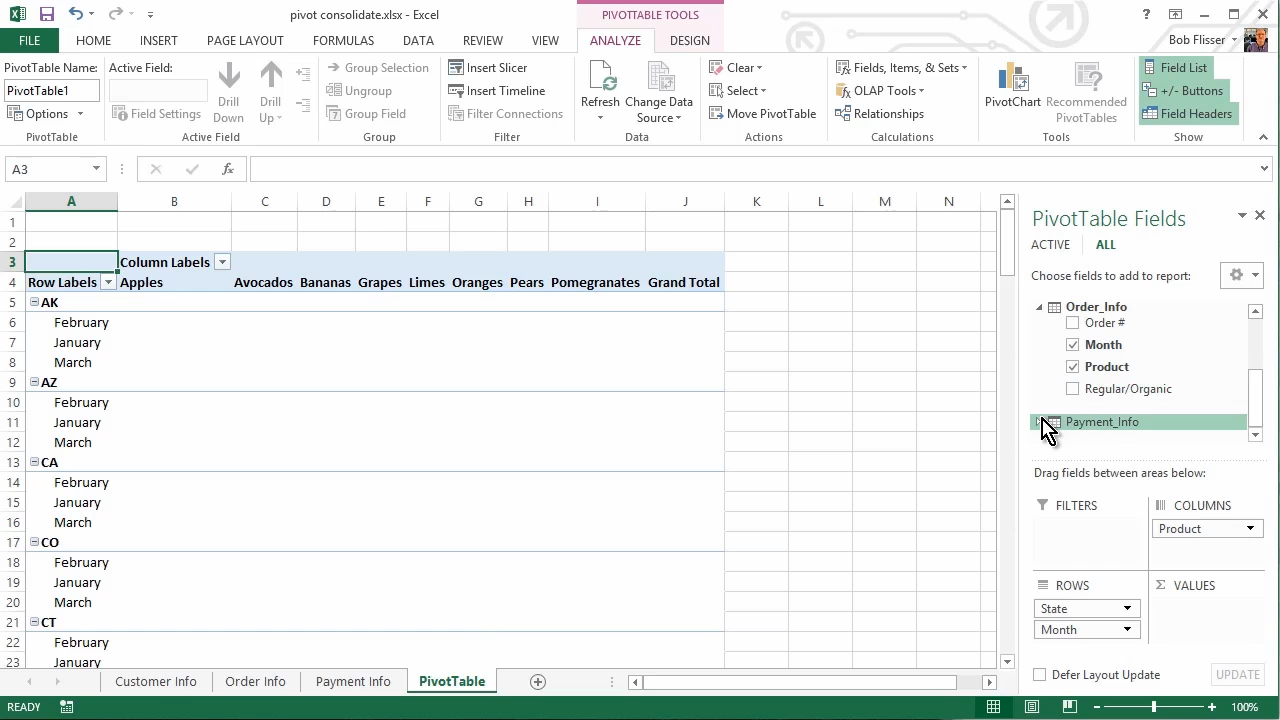 pivot consolidate.xlsx - Excel
PIVOTTABLE TOOLS
FILE HOME INSERT PAGE LAYOUT FORMULAS DATA REVIEW VIEW ANALYZE DESIGN
Bob Flisser
PivotTable Name:
PivotTable1
Options
PivotTable
Active Field:
Field Settings
Drill Down
Drill Up
Active Field
Group Selection
Ungroup
Group Field
Group
Insert Slicer
Insert Timeline
Filter Connections
Filter
Refresh
Change Data Source
Data
Clear
Select
Move PivotTable
Actions
Fields, Items, & Sets
OLAP Tools
Relationships
Calculations
PivotChart
Recommended PivotTables
Tools
Field List
+/- Buttons
Field Headers
Show
A3
fx
A B C D E F G H I J K L M N
1
2
3 Column Labels
4 Row Labels Apples Avocados Bananas Grapes Limes Oranges Pears Pomegranates Grand Total
5 AK
6 February
7 January
8 March
9 AZ
10 February
11 January
12 March
13 CA
14 February
15 January
16 March
17 CO
18 February
19 January
20 March
21 CT
22 February
23 January
PivotTable Fields
ACTIVE ALL
Choose fields to add to report:
Order_Info
Order #
Month
Product
Regular/Organic
Payment_Info
Drag fields between areas below:
FILTERS
COLUMNS
Product
ROWS
State
Month
VALUES
Defer Layout Update
UPDATE
Customer Info Order Info Payment Info PivotTable
READY
100%